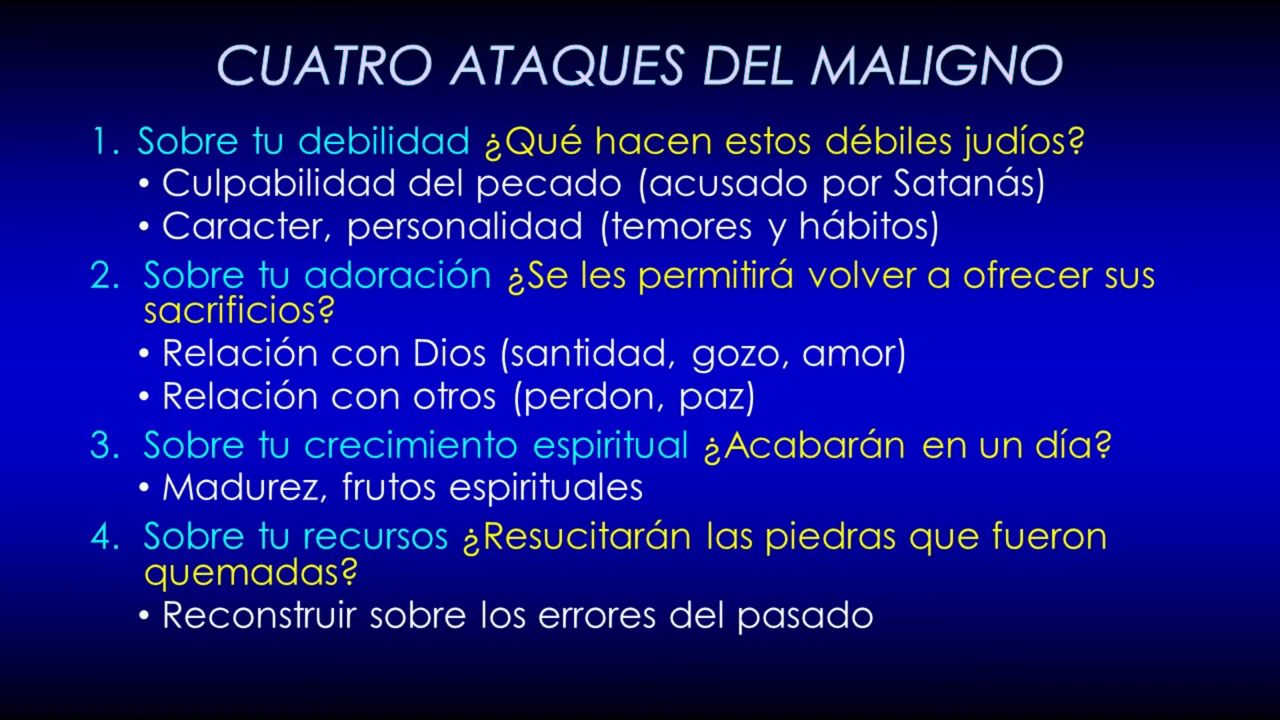 CUATRO ATAQUES DEL MALIGNO
1. Sobre tu debilidad ¿Qué hacen estos débiles judíos?
• Culpabilidad del pecado (acusado por Satanás)
• Caracter, personalidad (temores y hábitos)
2. Sobre tu adoración ¿Se les permitirá volver a ofrecer sus
sacrificios?
• Relación con Dios (santidad, gozo, amor)
• Relación con otros (perdon, paz)
3. Sobre tu crecimiento espiritual ¿Acabarán en un día?
• Madurez, frutos espirituales
4. Sobre tu recursos ¿Resucitarán las piedras que fueron
quemadas?
• Reconstruir sobre los errores del pasado